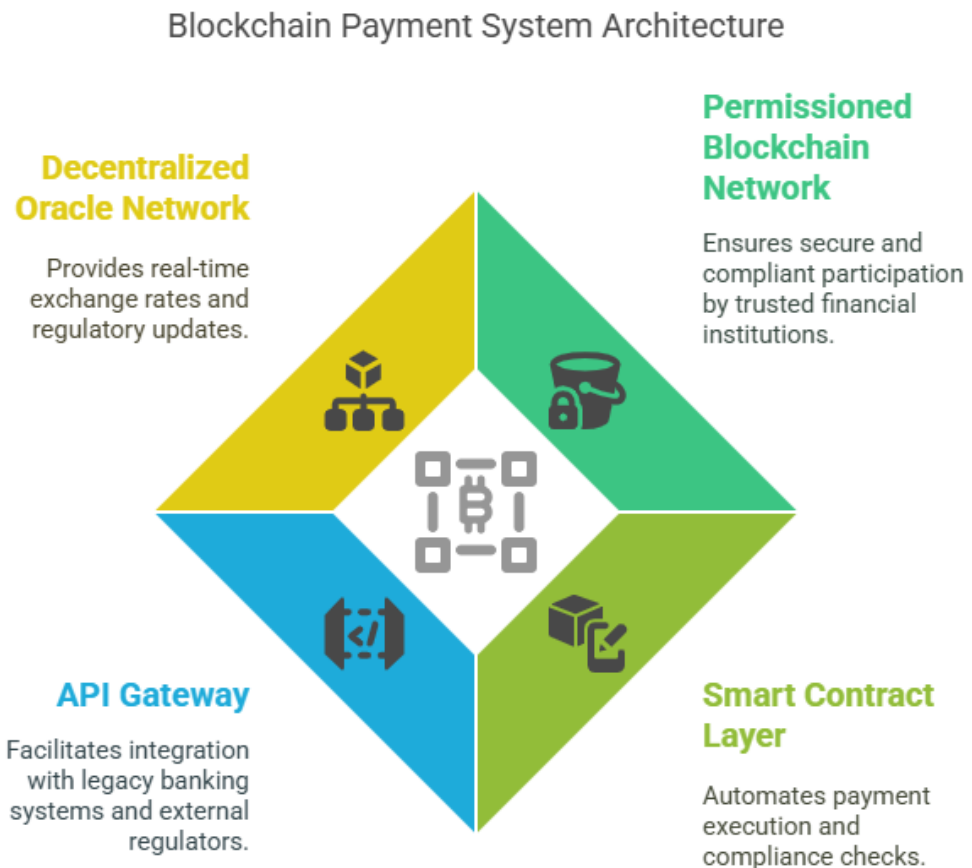 Blockchain Payment System Architecture
Decentralized
Oracle Network
Provides real-time
exchange rates and
regulatory updates.
Permissioned
Blockchain
Network
Ensures secure and
compliant participation
by trusted financial
institutions.
API Gateway
Facilitates integration
with legacy banking
systems and external
regulators.
Smart Contract
Layer
Automates payment
execution and
compliance checks.